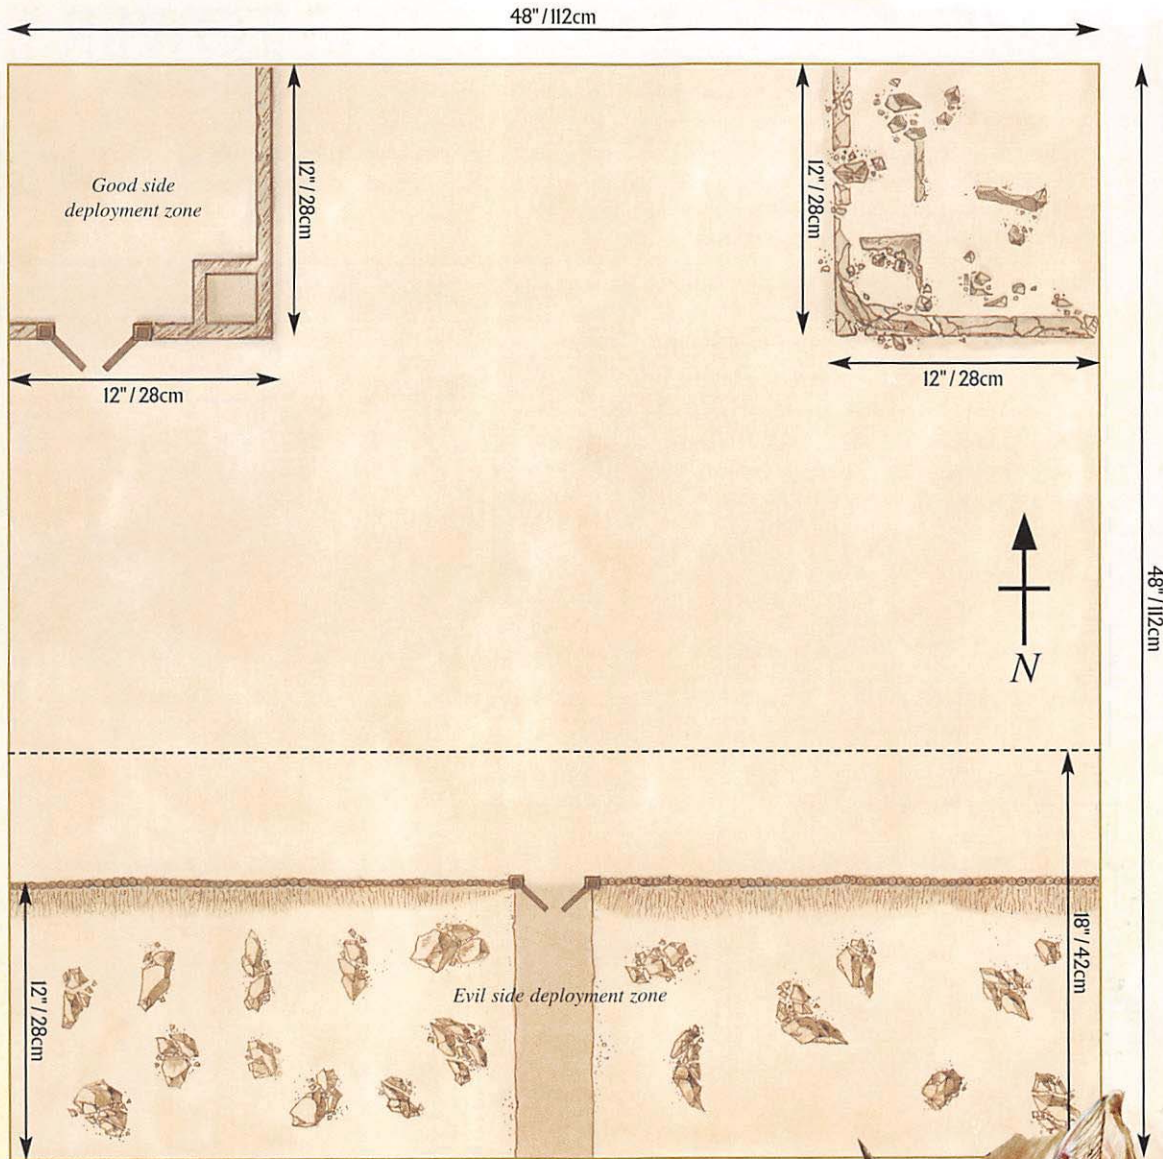 48"/112cm
Good side
deployment zone
12"/28cm
12"/28cm
12"/28cm
12"/28cm
N
48"/112cm
Evil side deployment zone
12"/28cm
18"/42cm